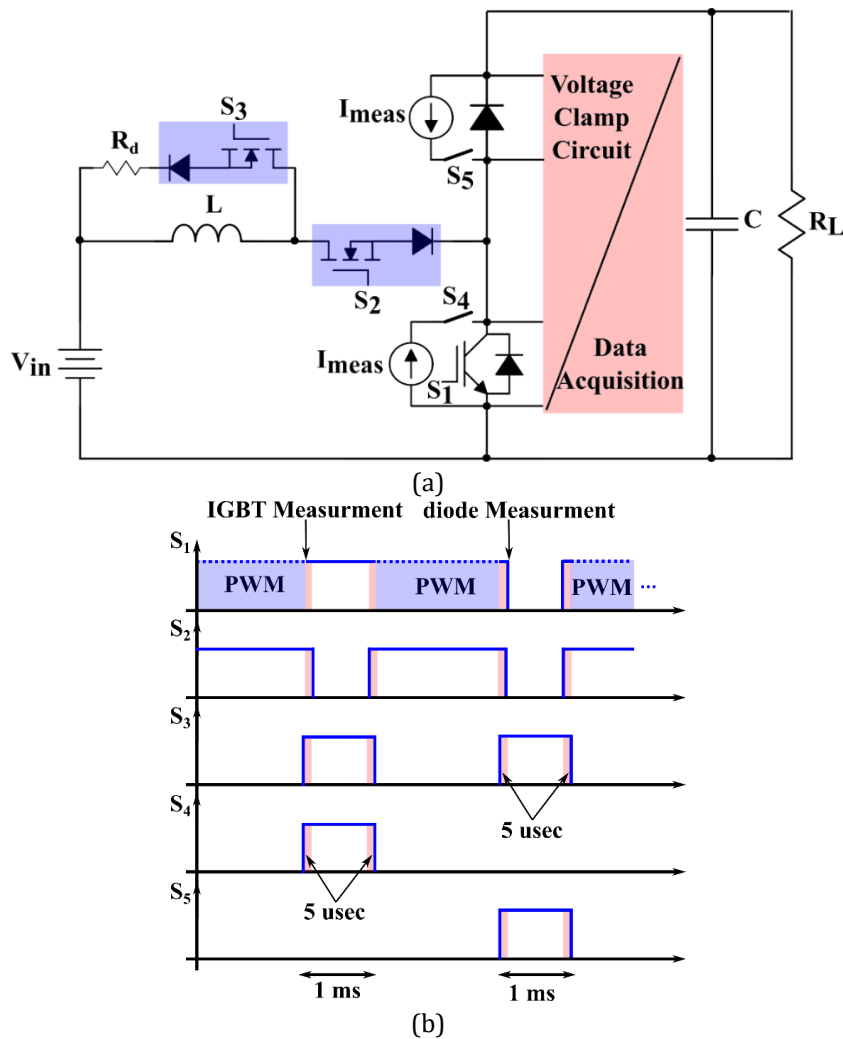 S3
Rd
L
S2
Vin
Imeas
S5
Voltage
Clamp
Circuit
S4
Imeas
S1
Data
Acquisition
C
RL
(a)
IGBT Measurment
diode Measurment
S1
PWM
PWM
PWM
...
S2
S3
5 usec
S4
5 usec
S5
1 ms
1 ms
(b)